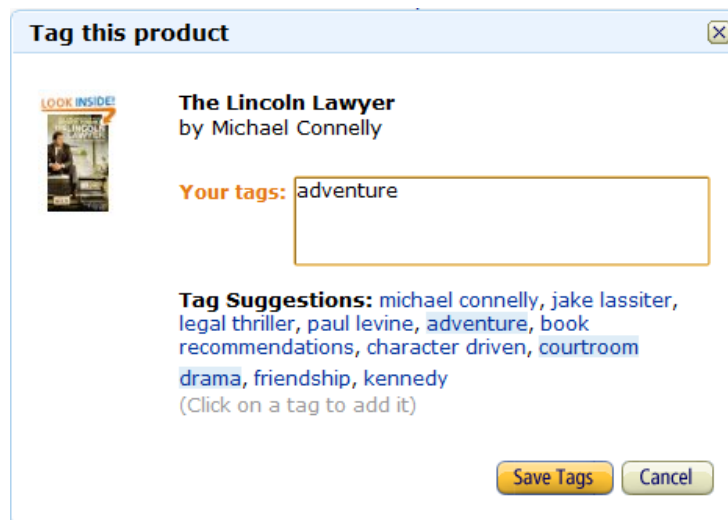 Tag this product
LOOK INSIDE!
The Lincoln Lawyer
by Michael Connelly
LINCOLN
LAWYER
Your tags: adventure
Tag Suggestions: michael connelly, jake lassiter,
legal thriller, paul levine, adventure, book
recommendations, character driven, courtroom
drama, friendship, kennedy
(Click on a tag to add it)
Save Tags Cancel